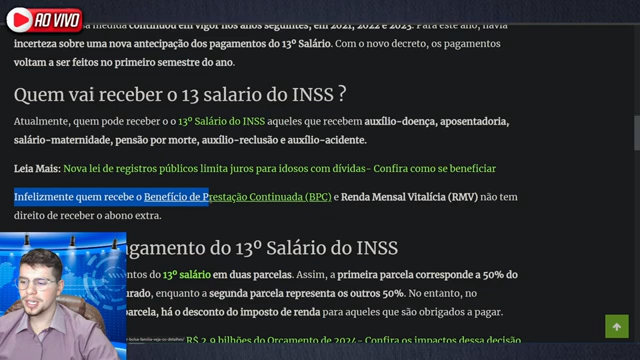 AO VIVO
medida continuou em vigor nos anos seguintes, em 2021, 2022 e 2023. Para este ano, havia
incerteza sobre uma nova antecipação dos pagamentos do 13º Salário. Com o novo decreto, os pagamentos
voltam a ser feitos no primeiro semestre do ano.
Quem vai receber o 13 salario do INSS ?
Atualmente, quem pode receber o o 13º Salário do INSS aqueles que recebem auxílio-doença, aposentadoria,
salário-maternidade, pensão por morte, auxílio-reclusão e auxílio-acidente.
Leia Mais: Nova lei de registros públicos limita juros para idosos com dívidas- Confira como se beneficiar
Infelizmente quem recebe o Benefício de Prestação Continuada (BPC) e Renda Mensal Vitalícia (RMV) não tem
direito de receber o abono extra.
agamento do 13º Salário do INSS
mentos do 13º salário em duas parcelas. Assim, a primeira parcela corresponde a 50% do
urado, enquanto a segunda parcela representa os outros 50%. No entanto, no
parcela, há o desconto do imposto de renda para aqueles que são obrigados a pagar.
R$ 2,9 bilhões do Orçamento de 2024- Confira os impactos dessa decisão